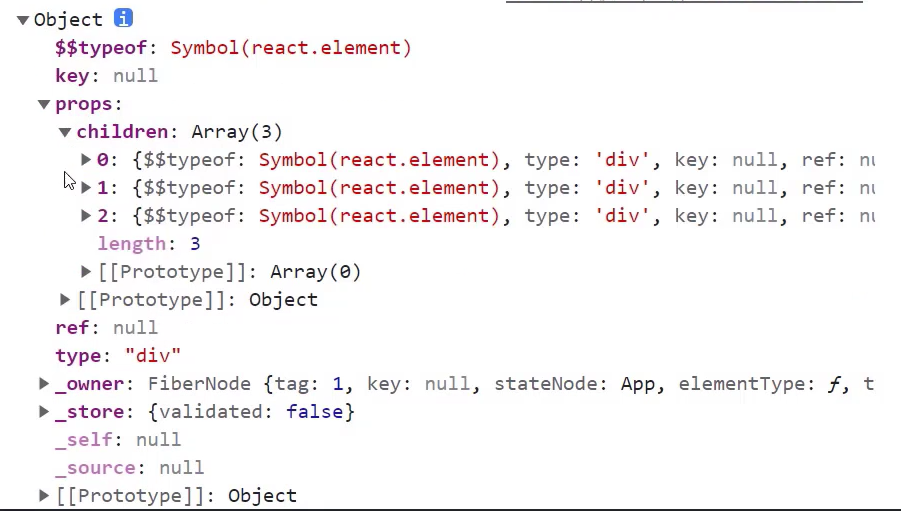 ▼Object i
$$typeof: Symbol(react.element)
key: null
▼props:
▼children: Array(3)
▶0: {$$typeof: Symbol(react.element), type: 'div', key: null, ref: nu
▶1: {$$typeof: Symbol(react.element), type: 'div', key: null, ref: nu
▶2: {$$typeof: Symbol(react.element), type: 'div', key: null, ref: nu
length: 3
▶[[Prototype]]: Array(0)
▶[[Prototype]]: Object
ref: null
type: "div"
▶_owner: FiberNode {tag: 1, key: null, stateNode: App, elementType: ƒ, t
▶_store: {validated: false}
_self: null
_source: null
▶[[Prototype]]: Object